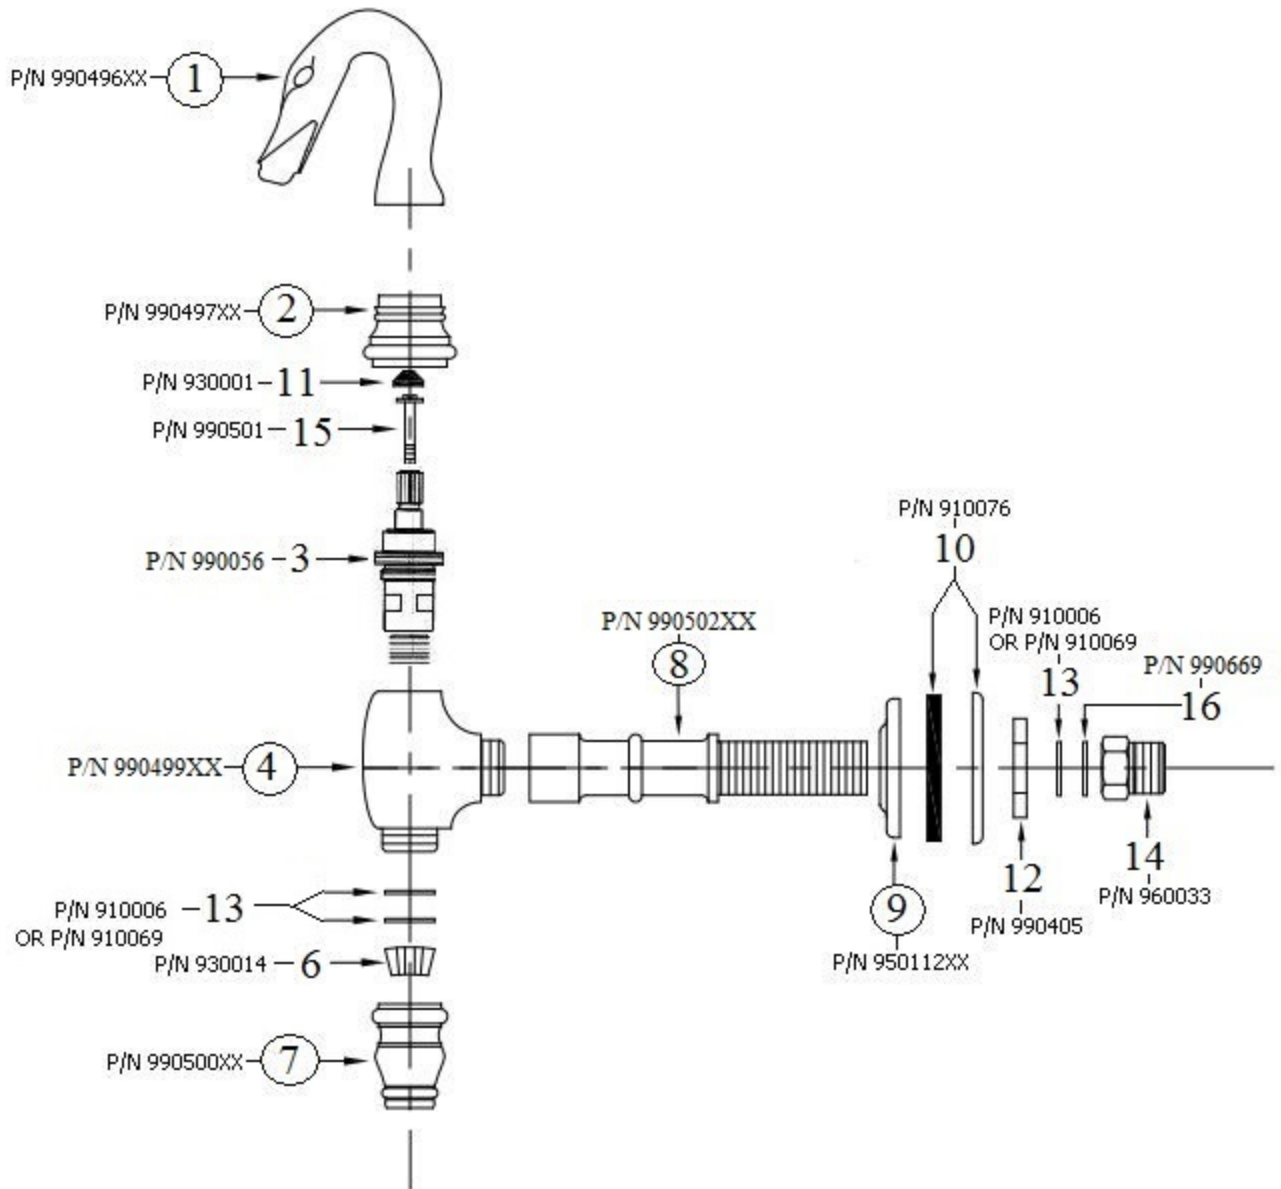 P/N 990496XX 1
P/N 990497XX 2
P/N 930001 11
P/N 990501 15
P/N 990056 3
P/N 990499XX 4
P/N 910006 13
OR P/N 910069
P/N 930014 6
P/N 990500XX 7
P/N 990502XX
8
P/N 910076
10
P/N 910006
OR P/N 910069
13
P/N 990669
16
9
P/N 950112XX
12
P/N 990405
14
P/N 960033